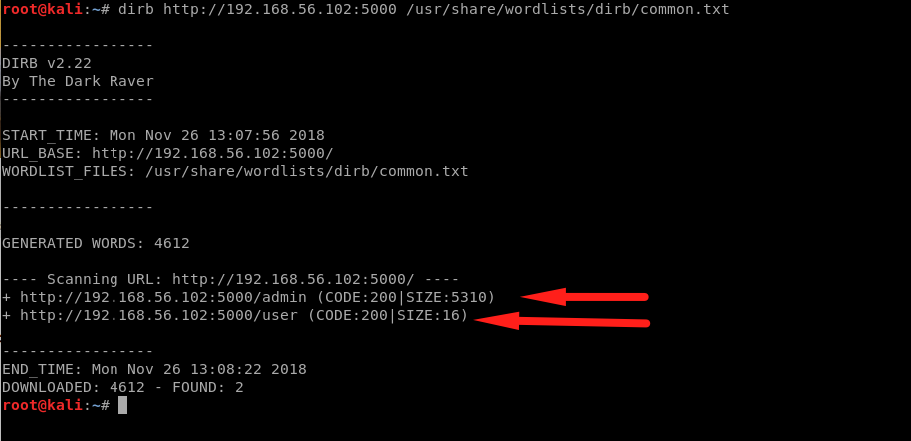 root@kali:~# dirb http://192.168.56.102:5000 /usr/share/wordlists/dirb/common.txt
-----------------
DIRB v2.22
By The Dark Raver
-----------------
START_TIME: Mon Nov 26 13:07:56 2018
URL_BASE: http://192.168.56.102:5000/
WORDLIST_FILES: /usr/share/wordlists/dirb/common.txt
-----------------
GENERATED WORDS: 4612
---- Scanning URL: http://192.168.56.102:5000/ ----
+ http://192.168.56.102:5000/admin (CODE:200|SIZE:5310)
+ http://192.168.56.102:5000/user (CODE:200|SIZE:16)
-----------------
END_TIME: Mon Nov 26 13:08:22 2018
DOWNLOADED: 4612 - FOUND: 2
root@kali:~#